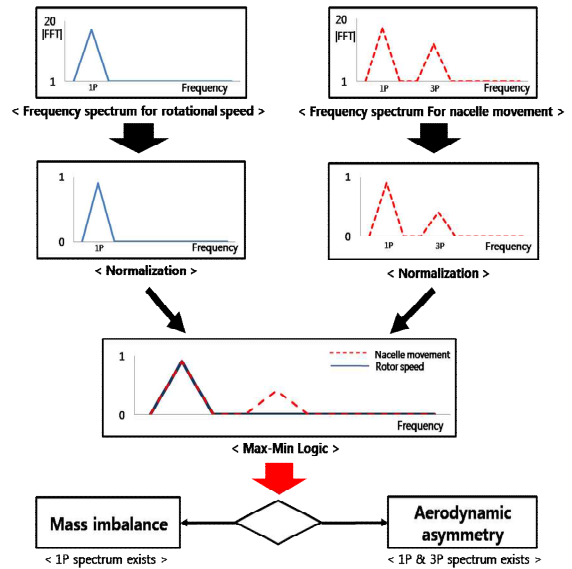 20
|FFT|
1
1P
Frequency
< Frequency spectrum for rotational speed >
20
|FFT|
1
1P
3P
Frequency
< Frequency spectrum For nacelle movement >
1
0
1P
Frequency
< Normalization >
1
0
1P
3P
Frequency
< Normalization >
1
0
Nacelle movement
Rotor speed
Frequency
< Max-Min Logic >
Mass imbalance
< 1P spectrum exists >
Aerodynamic
asymmetry
< 1P & 3P spectrum exists >